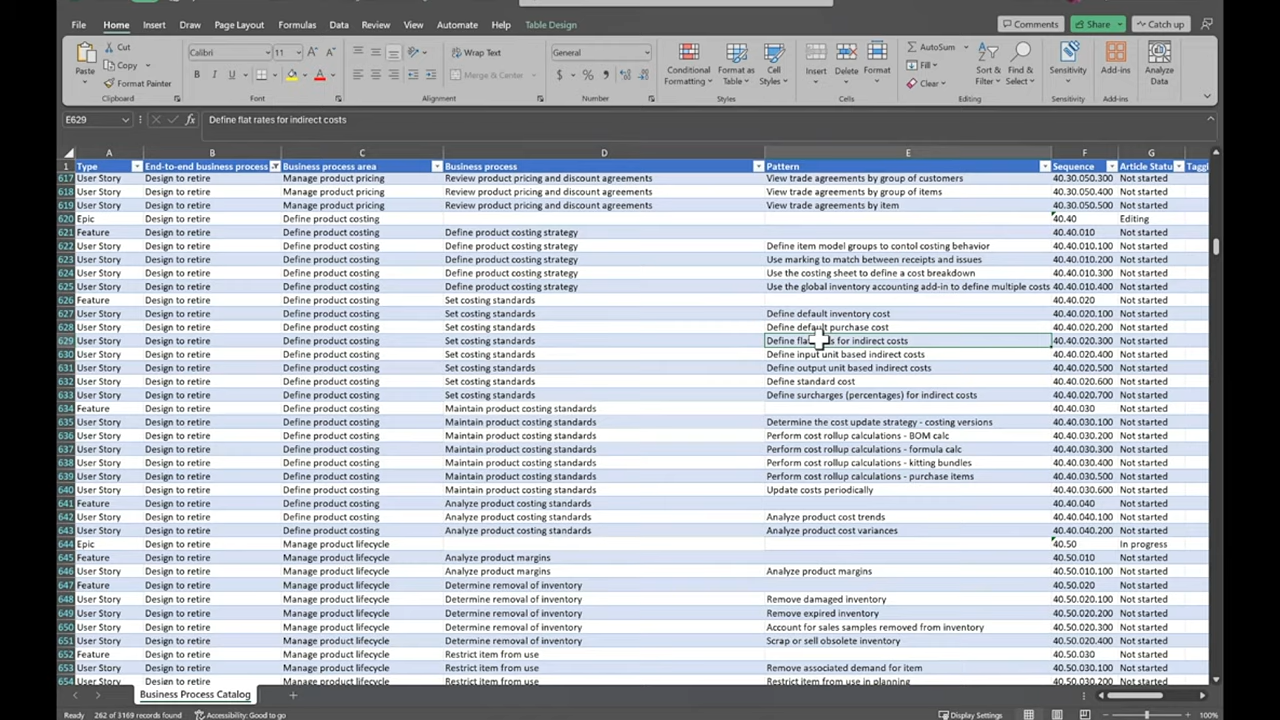 Home Insert Draw Page Layout Formulas Data Review View Automate Help Table Design Comments Share Catch up
Cut
Copy
Format Painter
Paste
Clipboard
Calibri 11
B I U
Font
Wrap Text
Merge & Center
Alignment
General
$ %
Number
Conditional Formatting
Format as Table
Cell Styles
Styles
Insert Delete Format
Cells
AutoSum
Fill
Clear
Sort & Filter
Find & Select
Editing
Sensitivity
Sensitivity
Add-ins
Add-ins
Analyze Data
E629 fx Define flat rates for indirect costs
A B C D E F G
1 Type End-to-end business process Business process area Business process Pattern Sequence Article Statu Taggi
617 User Story Design to retire Manage product pricing Review product pricing and discount agreements View trade agreements by group of customers 40.30.050.300 Not started
618 User Story Design to retire Manage product pricing Review product pricing and discount agreements View trade agreements by group of items 40.30.050.400 Not started
619 User Story Design to retire Manage product pricing Review product pricing and discount agreements View trade agreements by item 40.30.050.500 Not started
620 Epic Design to retire Define product costing 40.40 Editing
621 Feature Design to retire Define product costing Define product costing strategy 40.40.010 Not started
622 User Story Design to retire Define product costing Define product costing strategy Define item model groups to contol costing behavior 40.40.010.100 Not started
623 User Story Design to retire Define product costing Define product costing strategy Use marking to match between receipts and issues 40.40.010.200 Not started
624 User Story Design to retire Define product costing Define product costing strategy Use the costing sheet to define a cost breakdown 40.40.010.300 Not started
625 User Story Design to retire Define product costing Define product costing strategy Use the global inventory accounting add-in to define multiple costs 40.40.010.400 Not started
626 Feature Design to retire Define product costing Set costing standards 40.40.020 Not started
627 User Story Design to retire Define product costing Set costing standards Define default inventory cost 40.40.020.100 Not started
628 User Story Design to retire Define product costing Set costing standards Define default purchase cost 40.40.020.200 Not started
629 User Story Design to retire Define product costing Set costing standards Define for indirect costs 40.40.020.300 Not started
630 User Story Design to retire Define product costing Set costing standards Define input unit based indirect costs 40.40.020.400 Not started
631 User Story Design to retire Define product costing Set costing standards Define output unit based indirect costs 40.40.020.500 Not started
632 User Story Design to retire Define product costing Set costing standards Define standard cost 40.40.020.600 Not started
633 User Story Design to retire Define product costing Set costing standards Define surcharges (percentages) for indirect costs 40.40.020.700 Not started
634 Feature Design to retire Define product costing Maintain product costing standards 40.40.030 Not started
635 User Story Design to retire Define product costing Maintain product costing standards Determine the cost update strategy - costing versions 40.40.030.100 Not started
636 User Story Design to retire Define product costing Maintain product costing standards Perform cost rollup calculations - BOM calc 40.40.030.200 Not started
637 User Story Design to retire Define product costing Maintain product costing standards Perform cost rollup calculations - formula calc 40.40.030.300 Not started
638 User Story Design to retire Define product costing Maintain product costing standards Perform cost rollup calculations - kitting bundles 40.40.030.400 Not started
639 User Story Design to retire Define product costing Maintain product costing standards Perform cost rollup calculations - purchase items 40.40.030.500 Not started
640 User Story Design to retire Define product costing Maintain product costing standards Update costs periodically 40.40.030.600 Not started
641 Feature Design to retire Define product costing Analyze product costing standards 40.40.040 Not started
642 User Story Design to retire Define product costing Analyze product costing standards Analyze product cost trends 40.40.040.100 Not started
643 User Story Design to retire Define product costing Analyze product costing standards Analyze product cost variances 40.40.040.200 Not started
644 Epic Design to retire Manage product lifecycle 40.50 In progress
645 Feature Design to retire Manage product lifecycle Analyze product margins 40.50.010 Not started
646 User Story Design to retire Manage product lifecycle Analyze product margins Analyze product margins 40.50.010.100 Not started
647 Feature Design to retire Manage product lifecycle Determine removal of inventory 40.50.020 Not started
648 User Story Design to retire Manage product lifecycle Determine removal of inventory Remove damaged inventory 40.50.020.100 Not started
649 User Story Design to retire Manage product lifecycle Determine removal of inventory Remove expired inventory 40.50.020.200 Not started
650 User Story Design to retire Manage product lifecycle Determine removal of inventory Account for sales samples removed from inventory 40.50.020.300 Not started
651 User Story Design to retire Manage product lifecycle Determine removal of inventory Scrap or sell obsolete inventory 40.50.020.400 Not started
652 Feature Design to retire Manage product lifecycle Restrict item from use 40.50.030 Not started
653 User Story Design to retire Manage product lifecycle Restrict item from use Remove associated demand for item 40.50.030.100 Not started
654 User Story Design to retire Manage product lifecycle Restrict item from use Restrict item from use in planning 40.50.030.200 Not started
Business Process Catalog
Ready 262 of 3169 records found Accessibility: Good to go Display Settings 100%